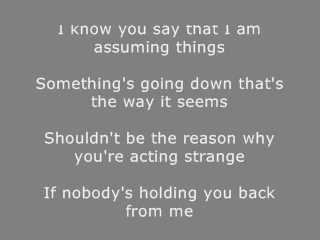 I know you say that I am
assuming things
Something's going down that's
the way it seems
Shouldn't be the reason why
you're acting strange
If nobody's holding you back
from me